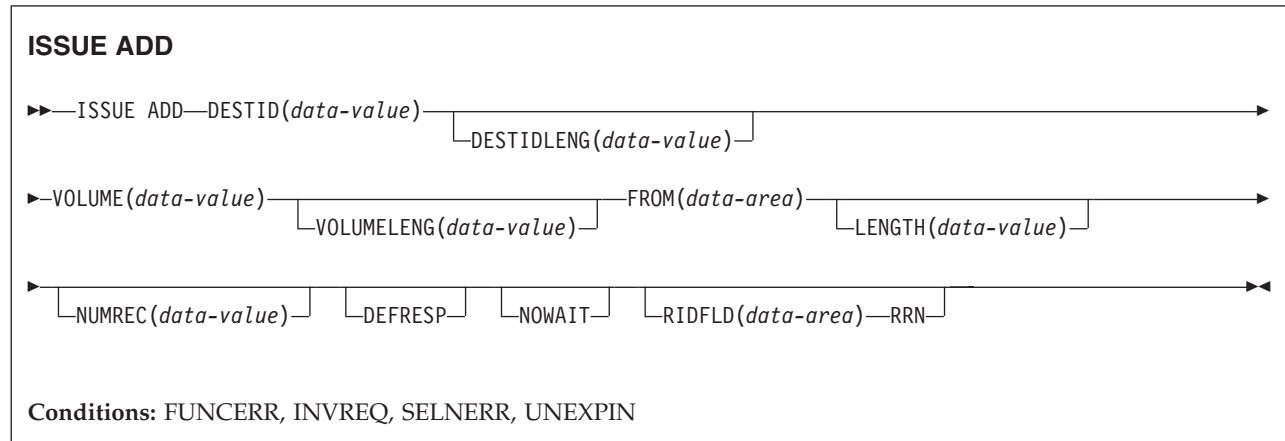 ISSUE ADD
ISSUE ADD DESTID(data-value)
DESTIDLENG(data-value)
VOLUME(data-value) FROM(data-area)
VOLUMELENG(data-value) LENGTH(data-value)
NUMREC(data-value) DEFRESP NOWAIT RIDFLD(data-area) RRN
Conditions: FUNCERR, INVREQ, SELNERR, UNEXPIN